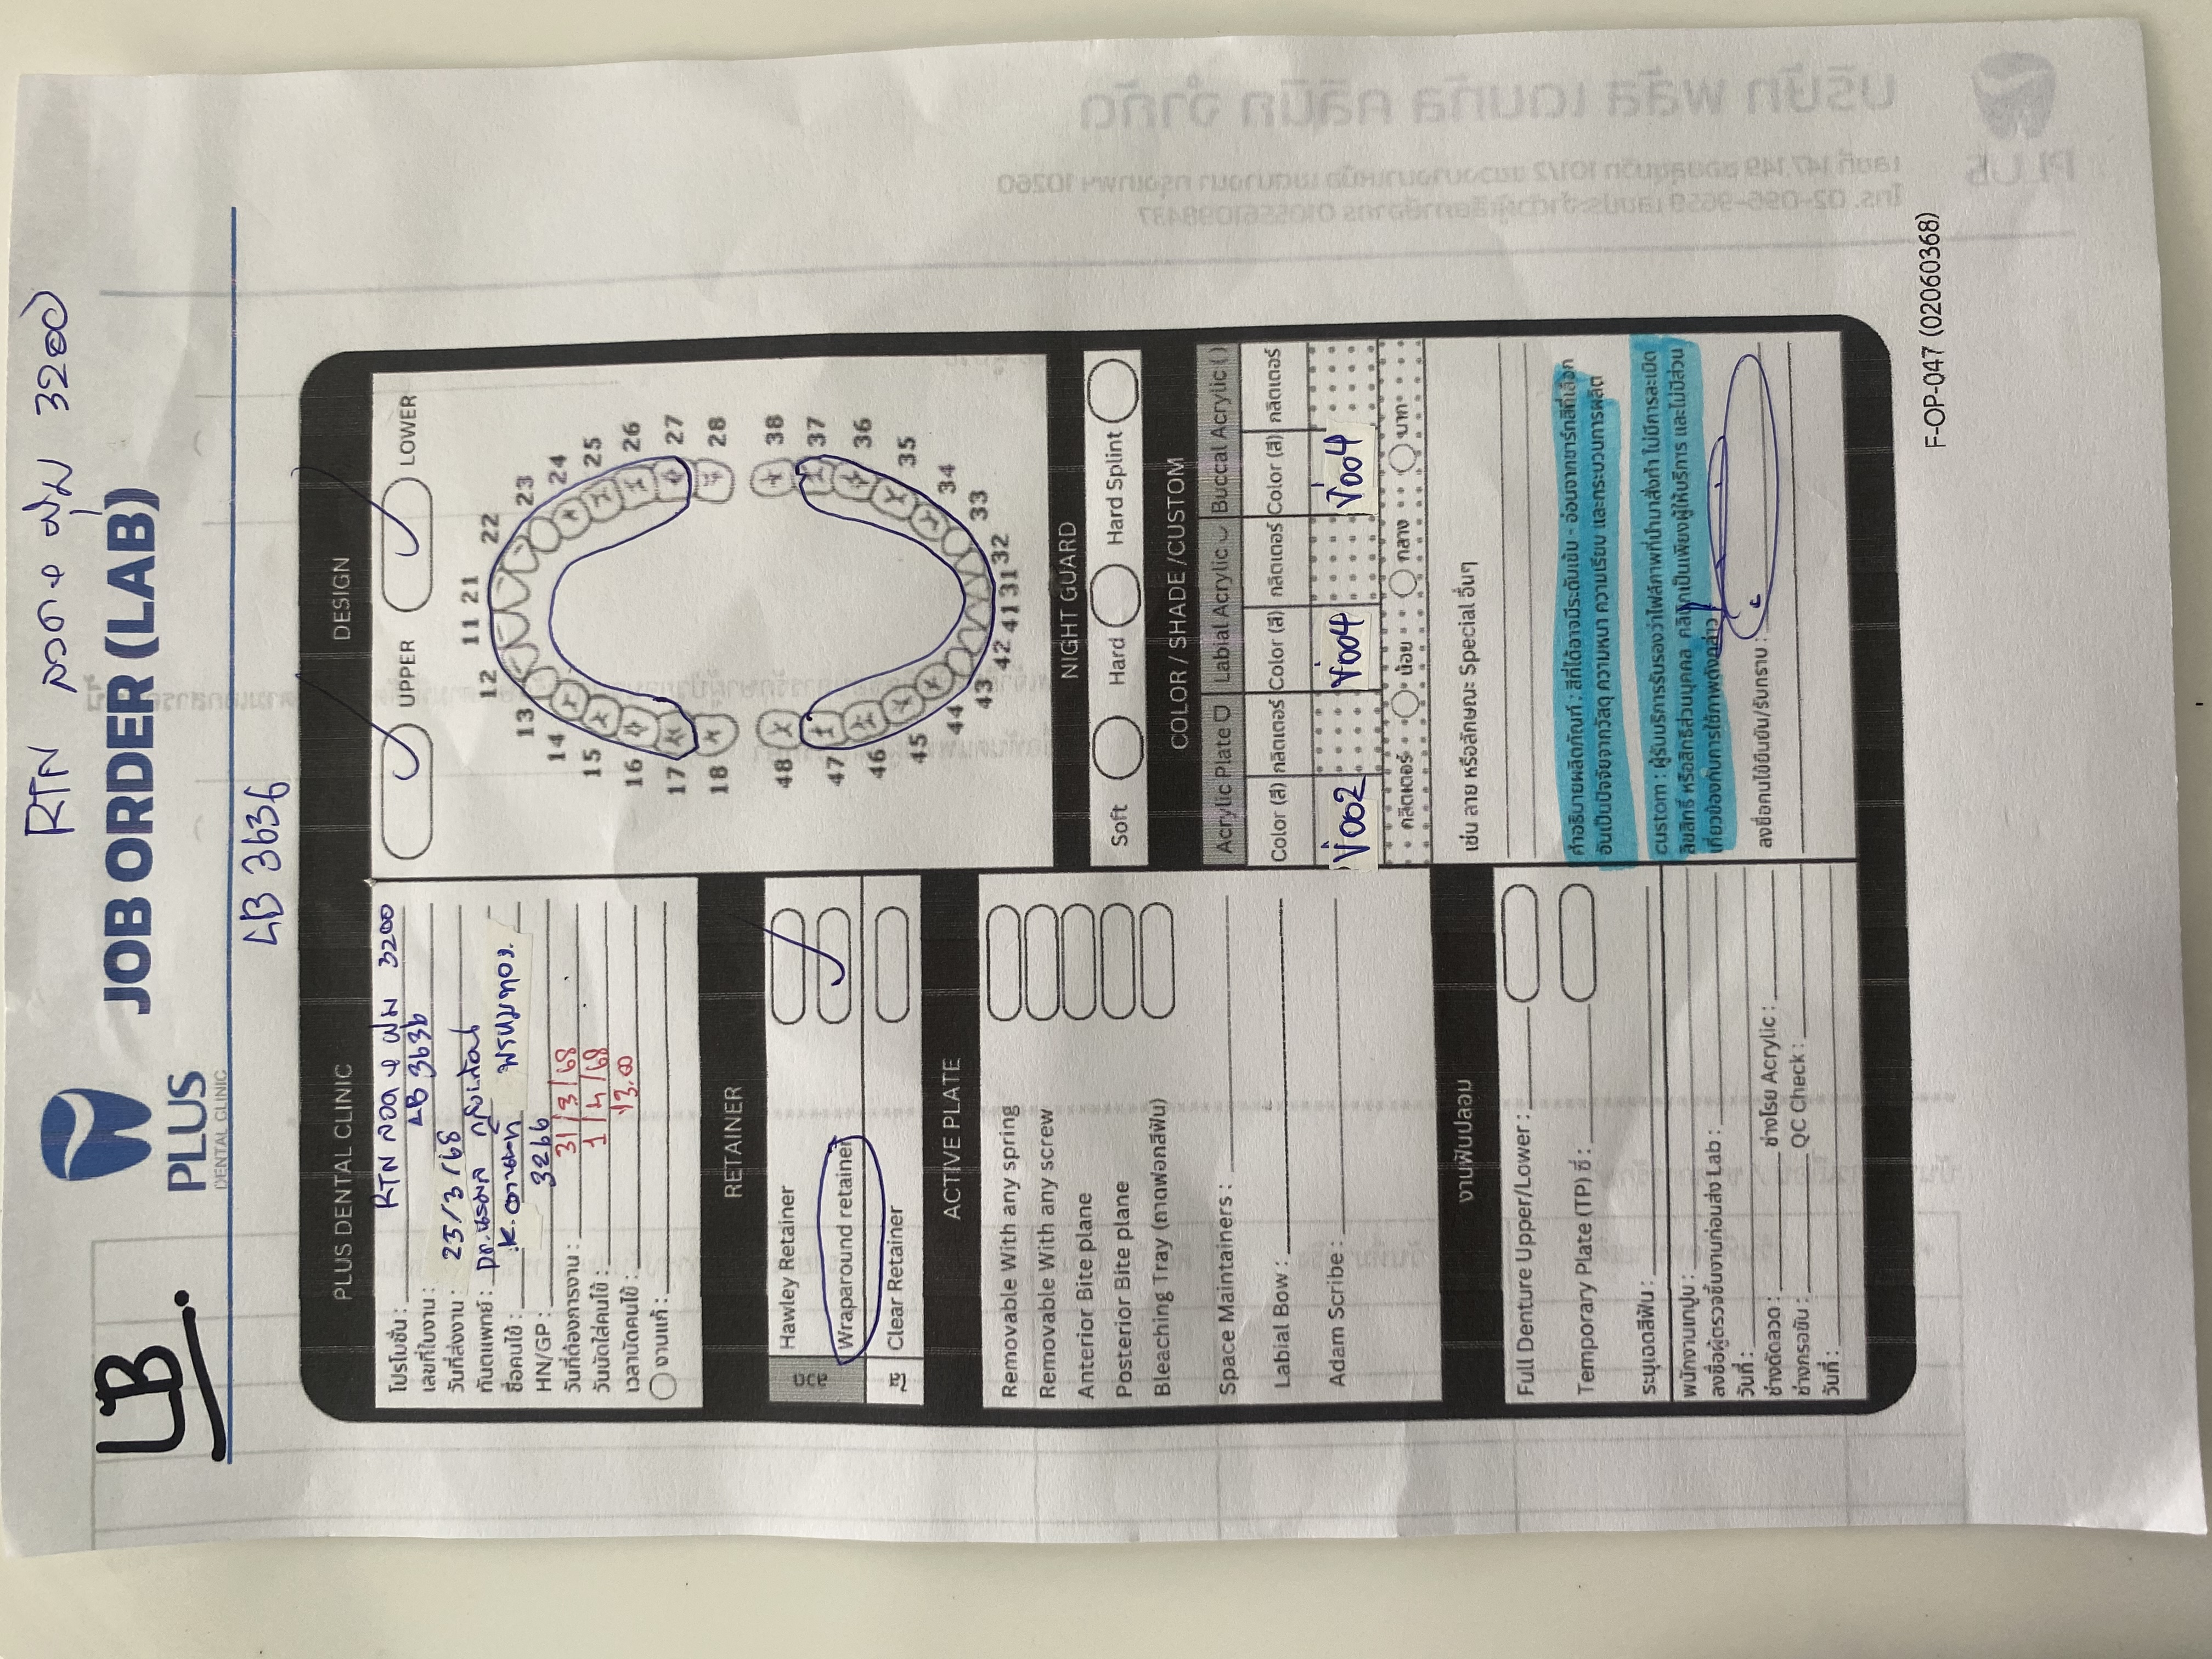 RTN ลวด + ฟุ่ม 3200
LB.
PLUS
DENTAL CLINIC
JOB ORDER (LAB)
LB 3636
PLUS DENTAL CLINIC
โปรโมชั่น : RTN ลวด + ฟุ่ม 3200
เลขที่ใบงาน : LB 3636
วันที่ส่งงาน : 25/3/68
ทันตแพทย์ : Dr.
ชื่อคนไข้ : K. พรหมทอง
HN/GP : 3266
วันที่ต้องการงาน : 31/3/68
วันนัดใส่คนไข้ : 1/4/68
เวลานัดคนไข้ : 13.00
งานแก้ :
RETAINER
ลวด
Hawley Retainer
Wraparound retainer
ใส
Clear Retainer
ACTIVE PLATE
Removable With any spring
Removable With any screw
Anterior Bite plane
Posterior Bite plane
Bleaching Tray (ถาดฟอกสีฟัน)
Space Maintainers :
Labial Bow :
Adam Scribe :
งานฟันปลอม
Full Denture Upper/Lower :
Temporary Plate (TP) ซี่ :
ระบุเฉดสีฟัน :
พนักงานเทปูน :
ลงชื่อผู้ตรวจชิ้นงานก่อนส่ง Lab :
วันที่ :
ช่างดัดลวด : ช่างโรย Acrylic :
ช่างกรอขัน : QC Check :
วันที่ :
DESIGN
UPPER LOWER
11 21
12 22
13 23
14 24
15 25
16 26
17 27
18 28
48 38
47 37
46 36
45 35
44 34
43 33
42 41 31 32
NIGHT GUARD
Soft Hard Hard Splint
COLOR / SHADE /CUSTOM
Acrylic Plate Labial Acrylic Buccal Acrylic ( )
Color (สี) กลิตเตอร์ Color (สี) กลิตเตอร์ Color (สี) กลิตเตอร์
V002 V004 V004
กลิตเตอร์ น้อย กลาง มาก
เช่น ลาย หรือลักษณะ Special อื่นๆ
คำอธิบายผลิตภัณฑ์ : สีที่ได้อาจมีระดับเข้ม - อ่อนจากชาร์ทสีที่เลือก
อันเป็นปัจจัยจากวัสดุ ความหนา ความเรียบ และกระบวนการผลิต
custom : ผู้รับบริการรับรองว่าไฟล์ภาพที่นำมาสั่งทำ ไม่มีการละเมิด
ลิขสิทธิ์ หรือสิทธิส่วนบุคคล คลินิกเป็นเพียงผู้ให้บริการ และไม่มีส่วน
เกี่ยวข้องกับการใช้ภาพดังกล่าว
ลงชื่อคนไข้ยืนยัน/รับทราบ :
F-OP-047 (02060368)